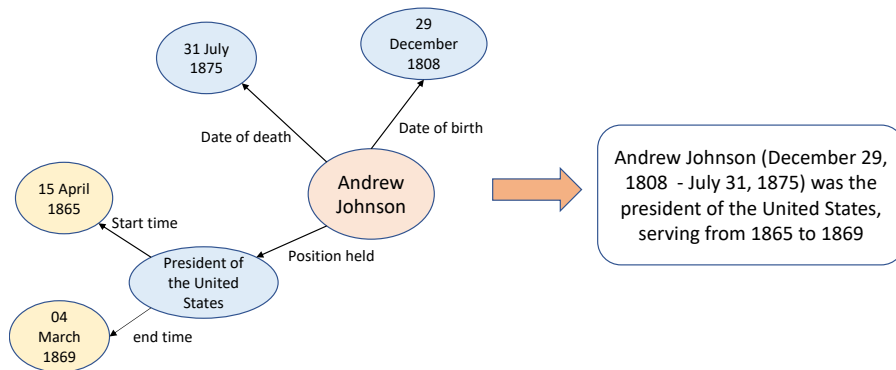 29
December
1808
31 July
1875
Date of death
Date of birth
Andrew
Johnson
15 April
1865
Start time
Position held
President of
the United
States
04
March
1869
end time
Andrew Johnson (December 29,
1808  - July 31, 1875) was the
president of the United States,
serving from 1865 to 1869